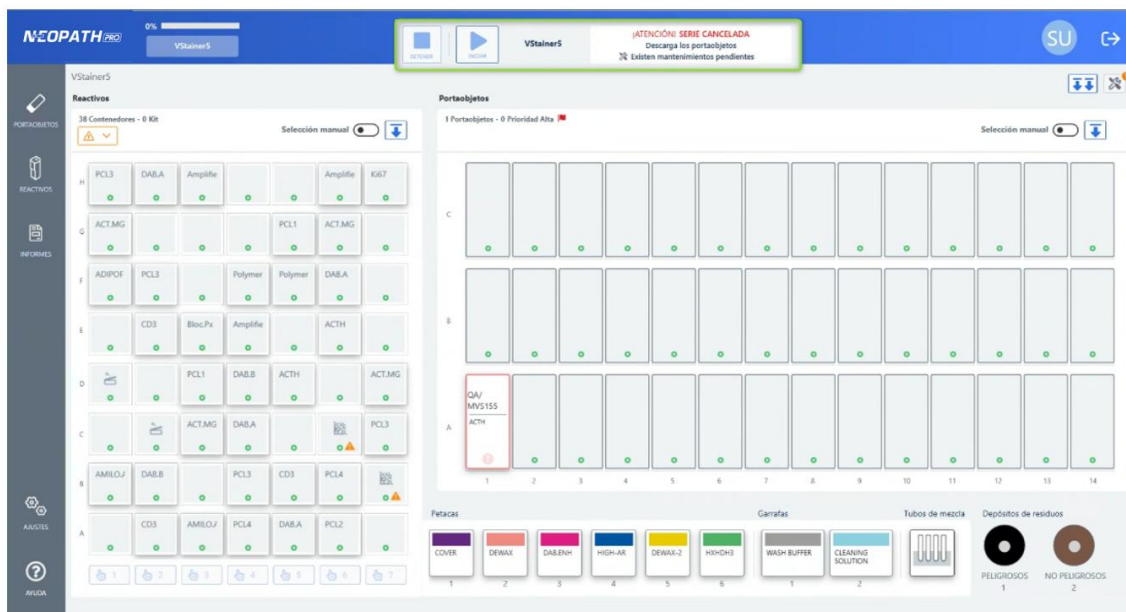 NEOPATH PRO
0%
VStainer5
DETENER
INICIAR
VStainer5
¡ATENCIÓN! SERIE CANCELADA
Descarga los portaobjetos
Existen mantenimientos pendientes
SU
PORTAOBJETOS
REACTIVOS
INFORMES
AJUSTES
AYUDA
VStainer5
Reactivos
38 Contenedores - 0 Kit
Selección manual
H PCL3 DAB.A Amplifie Amplifie Ki67
G ACT.MG PCL1 ACT.MG
F ADIPOF PCL3 Polymer Polymer DAB.A
E CD3 Bloc.Px Amplifie ACTH
D PCL1 DAB.B ACTH ACT.MG
C ACT.MG DAB.A PCL3
B AMILO./ DAB.B PCL3 CD3 PCL4
A CD3 AMILO./ PCL4 DAB.A PCL2
1 2 3 4 5 6 7
Portaobjetos
1 Portaobjetos - 0 Prioridad Alta
Selección manual
C
B
A
QA/
MVS155
ACTH
1 2 3 4 5 6 7 8 9 10 11 12 13 14
Petacas
COVER DEWAX DAB.ENH HIGH-AR DEWAX-2 HXHDH3
1 2 3 4 5 6
Garrafas
WASH BUFFER CLEANING
SOLUTION
1 2
Tubos de mezcla
Depósitos de residuos
PELIGROSOS NO PELIGROSOS
1 2